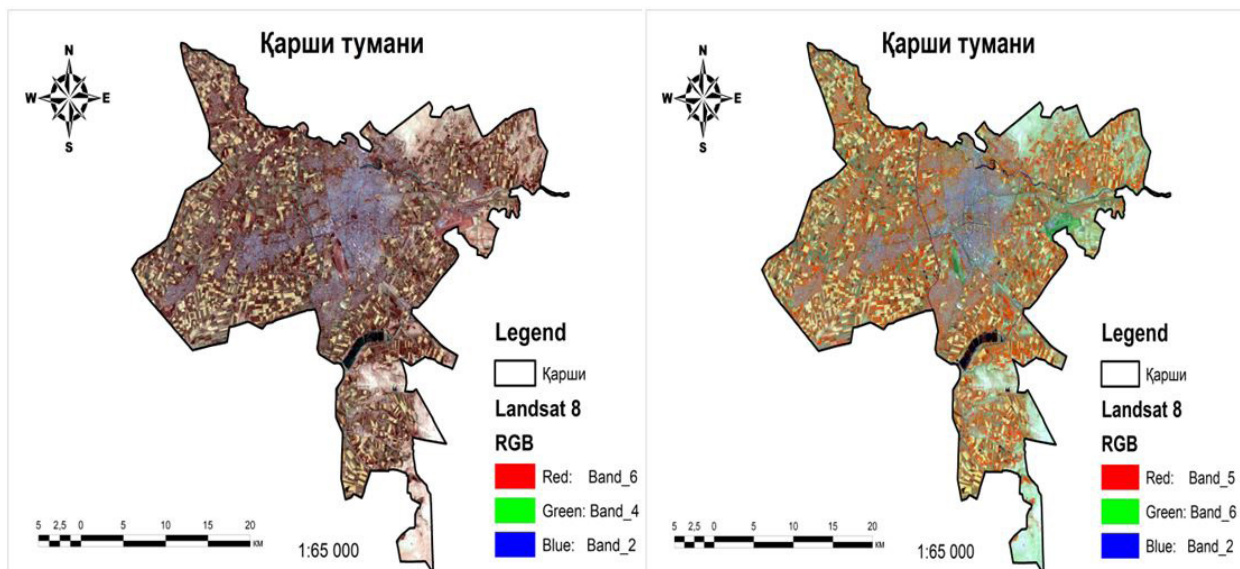 Қарши тумани
N
W E
S
Legend
Қарши
Landsat 8
RGB
Red: Band_6
Green: Band_4
Blue: Band_2
5 2,5 0 5 10 15 20
KM
1:65 000
Қарши тумани
N
W E
S
Legend
Қарши
Landsat 8
RGB
Red: Band_5
Green: Band_6
Blue: Band_2
5 2,5 0 5 10 15 20
KM
1:65 000